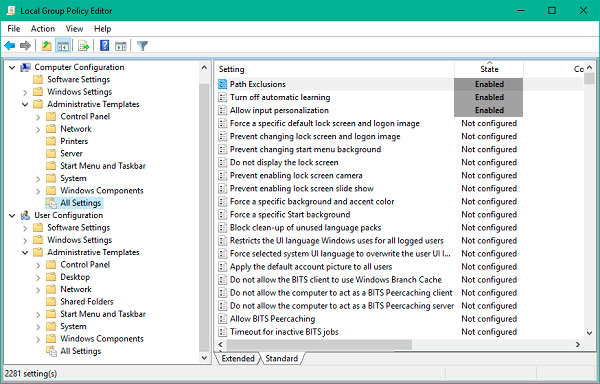 Local Group Policy Editor
File Action View Help
Computer Configuration
Software Settings
Windows Settings
Administrative Templates
Control Panel
Network
Printers
Server
Start Menu and Taskbar
System
Windows Components
All Settings
User Configuration
Software Settings
Windows Settings
Administrative Templates
Control Panel
Desktop
Network
Shared Folders
Start Menu and Taskbar
System
Windows Components
All Settings
Setting State Co
Path Exclusions Enabled
Turn off automatic learning Enabled
Allow input personalization Enabled
Force a specific default lock screen and logon image Not configured
Prevent changing lock screen and logon image Not configured
Prevent changing start menu background Not configured
Do not display the lock screen Not configured
Prevent enabling lock screen camera Not configured
Prevent enabling lock screen slide show Not configured
Force a specific background and accent color Not configured
Force a specific Start background Not configured
Block clean-up of unused language packs Not configured
Restricts the UI language Windows uses for all logged users Not configured
Force selected system UI language to overwrite the user UI l... Not configured
Apply the default account picture to all users Not configured
Do not allow the BITS client to use Windows Branch Cache Not configured
Do not allow the computer to act as a BITS Peercaching client Not configured
Do not allow the computer to act as a BITS Peercaching server Not configured
Allow BITS Peercaching Not configured
Timeout for inactive BITS jobs Not configured
Extended Standard
2281 setting(s)